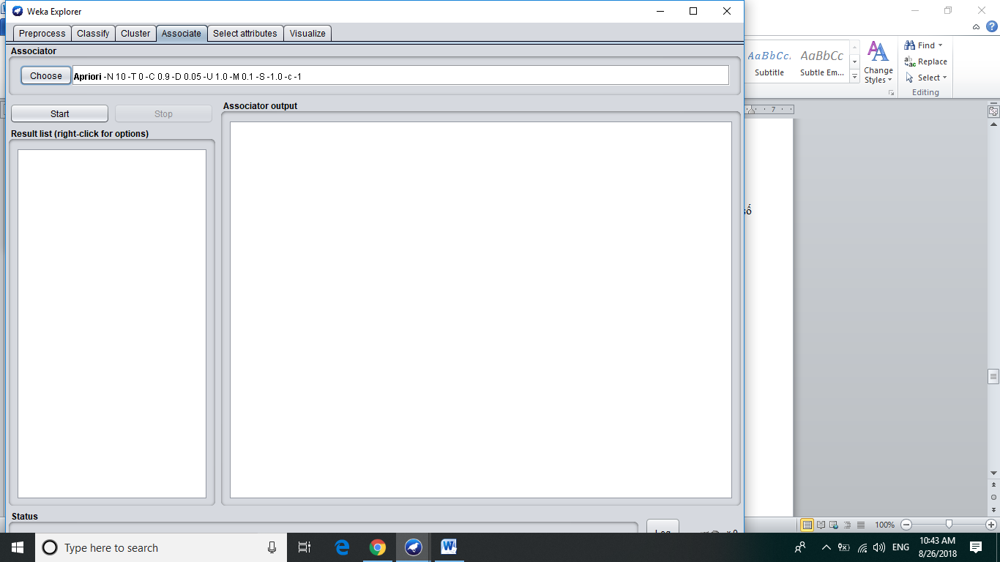 Weka Explorer
Preprocess Classify Cluster Associate Select attributes Visualize
Associator
Choose Apriori -N 10 -T 0 -C 0.9 -D 0.05 -U 1.0 -M 0.1 -S -1.0 -c -1
Start Stop
Associator output
Result list (right-click for options)
Status
Log
x 0
AaBbCc. AaBbCc
Subtitle Subtle Em...
Change
Styles
Find
Replace
Select
Editing
7
số
100%
Type here to search
ENG
10:43 AM
8/26/2018